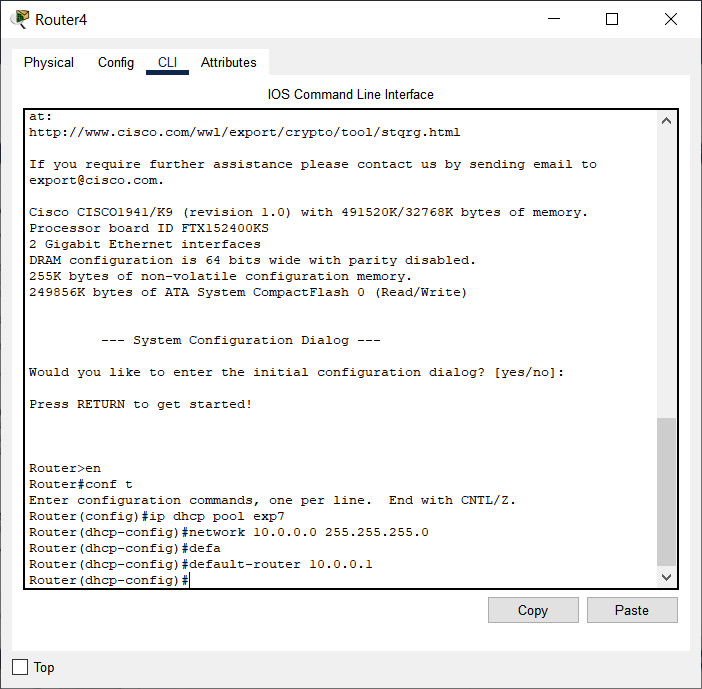 Router4
Physical Config CLI Attributes
IOS Command Line Interface
at:
http://www.cisco.com/wwl/export/crypto/tool/stqrg.html
If you require further assistance please contact us by sending email to
export@cisco.com.
Cisco CISCO1941/K9 (revision 1.0) with 491520K/32768K bytes of memory.
Processor board ID FTX152400KS
2 Gigabit Ethernet interfaces
DRAM configuration is 64 bits wide with parity disabled.
255K bytes of non-volatile configuration memory.
249856K bytes of ATA System CompactFlash 0 (Read/Write)
--- System Configuration Dialog ---
Would you like to enter the initial configuration dialog? [yes/no]:
Press RETURN to get started!
Router>en
Router#conf t
Enter configuration commands, one per line.  End with CNTL/Z.
Router(config)#ip dhcp pool exp7
Router(dhcp-config)#network 10.0.0.0 255.255.255.0
Router(dhcp-config)#defa
Router(dhcp-config)#default-router 10.0.0.1
Router(dhcp-config)#
Copy Paste
Top